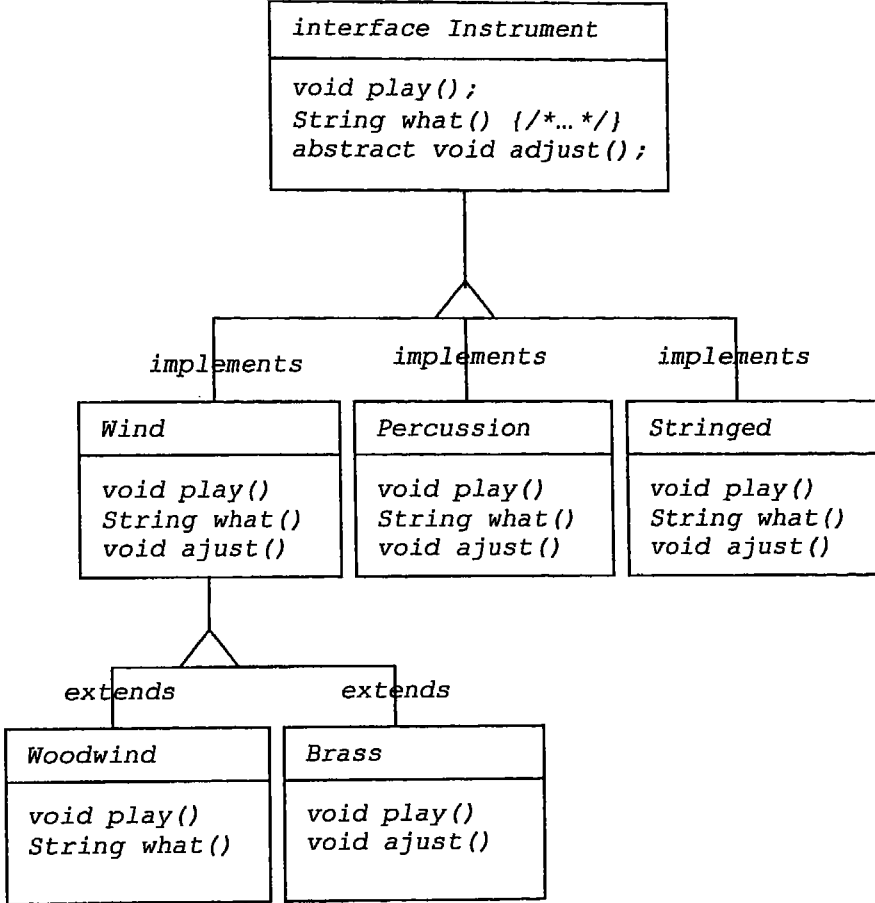 interface Instrument
void play();
String what() {/*...*/}
abstract void adjust();
implements
implements
implements
Wind
void play()
String what()
void ajust()
Percussion
void play()
String what()
void ajust()
Stringed
void play()
String what()
void ajust()
extends
extends
Woodwind
void play()
String what()
Brass
void play()
void ajust()